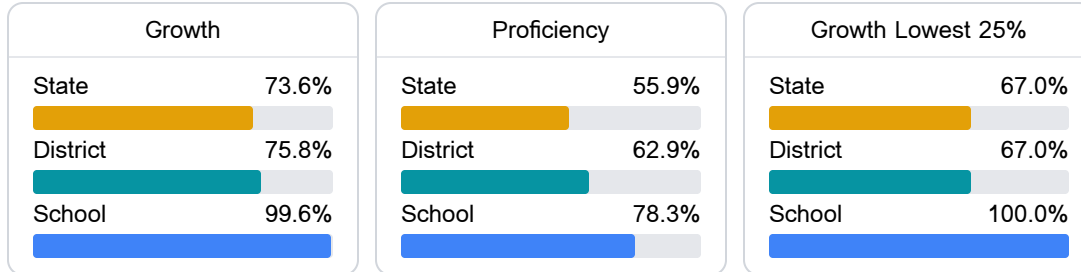 Growth
State 73.6%
District 75.8%
School 99.6%
Proficiency
State 55.9%
District 62.9%
School 78.3%
Growth Lowest 25%
State 67.0%
District 67.0%
School 100.0%